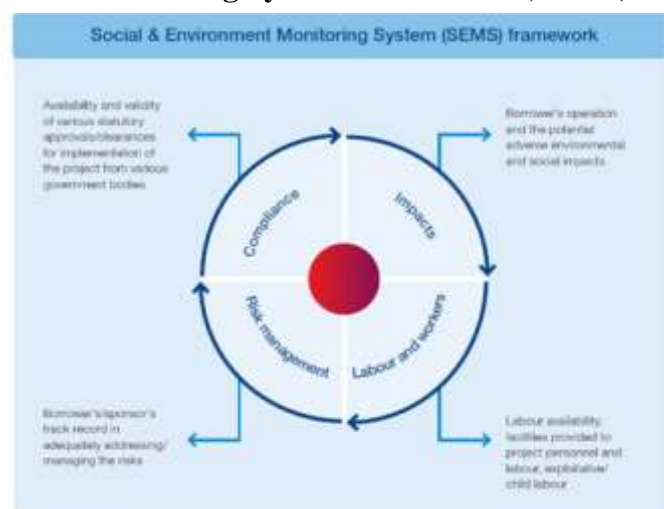 Social & Environment Monitoring System (SEMS) framework
Availability and validity
of various statutory
approvals/clearances
for implementation of
the project from various
government bodies
Borrower's operation
and the potential
adverse environmental
and social impacts
Compliance
Impacts
Risk management
Labour and workers
Borrower's/sponsor's
track record in
adequately addressing/
managing the risks
Labour availability,
facilities provided to
project personnel and
labour, exploitative/
child labour